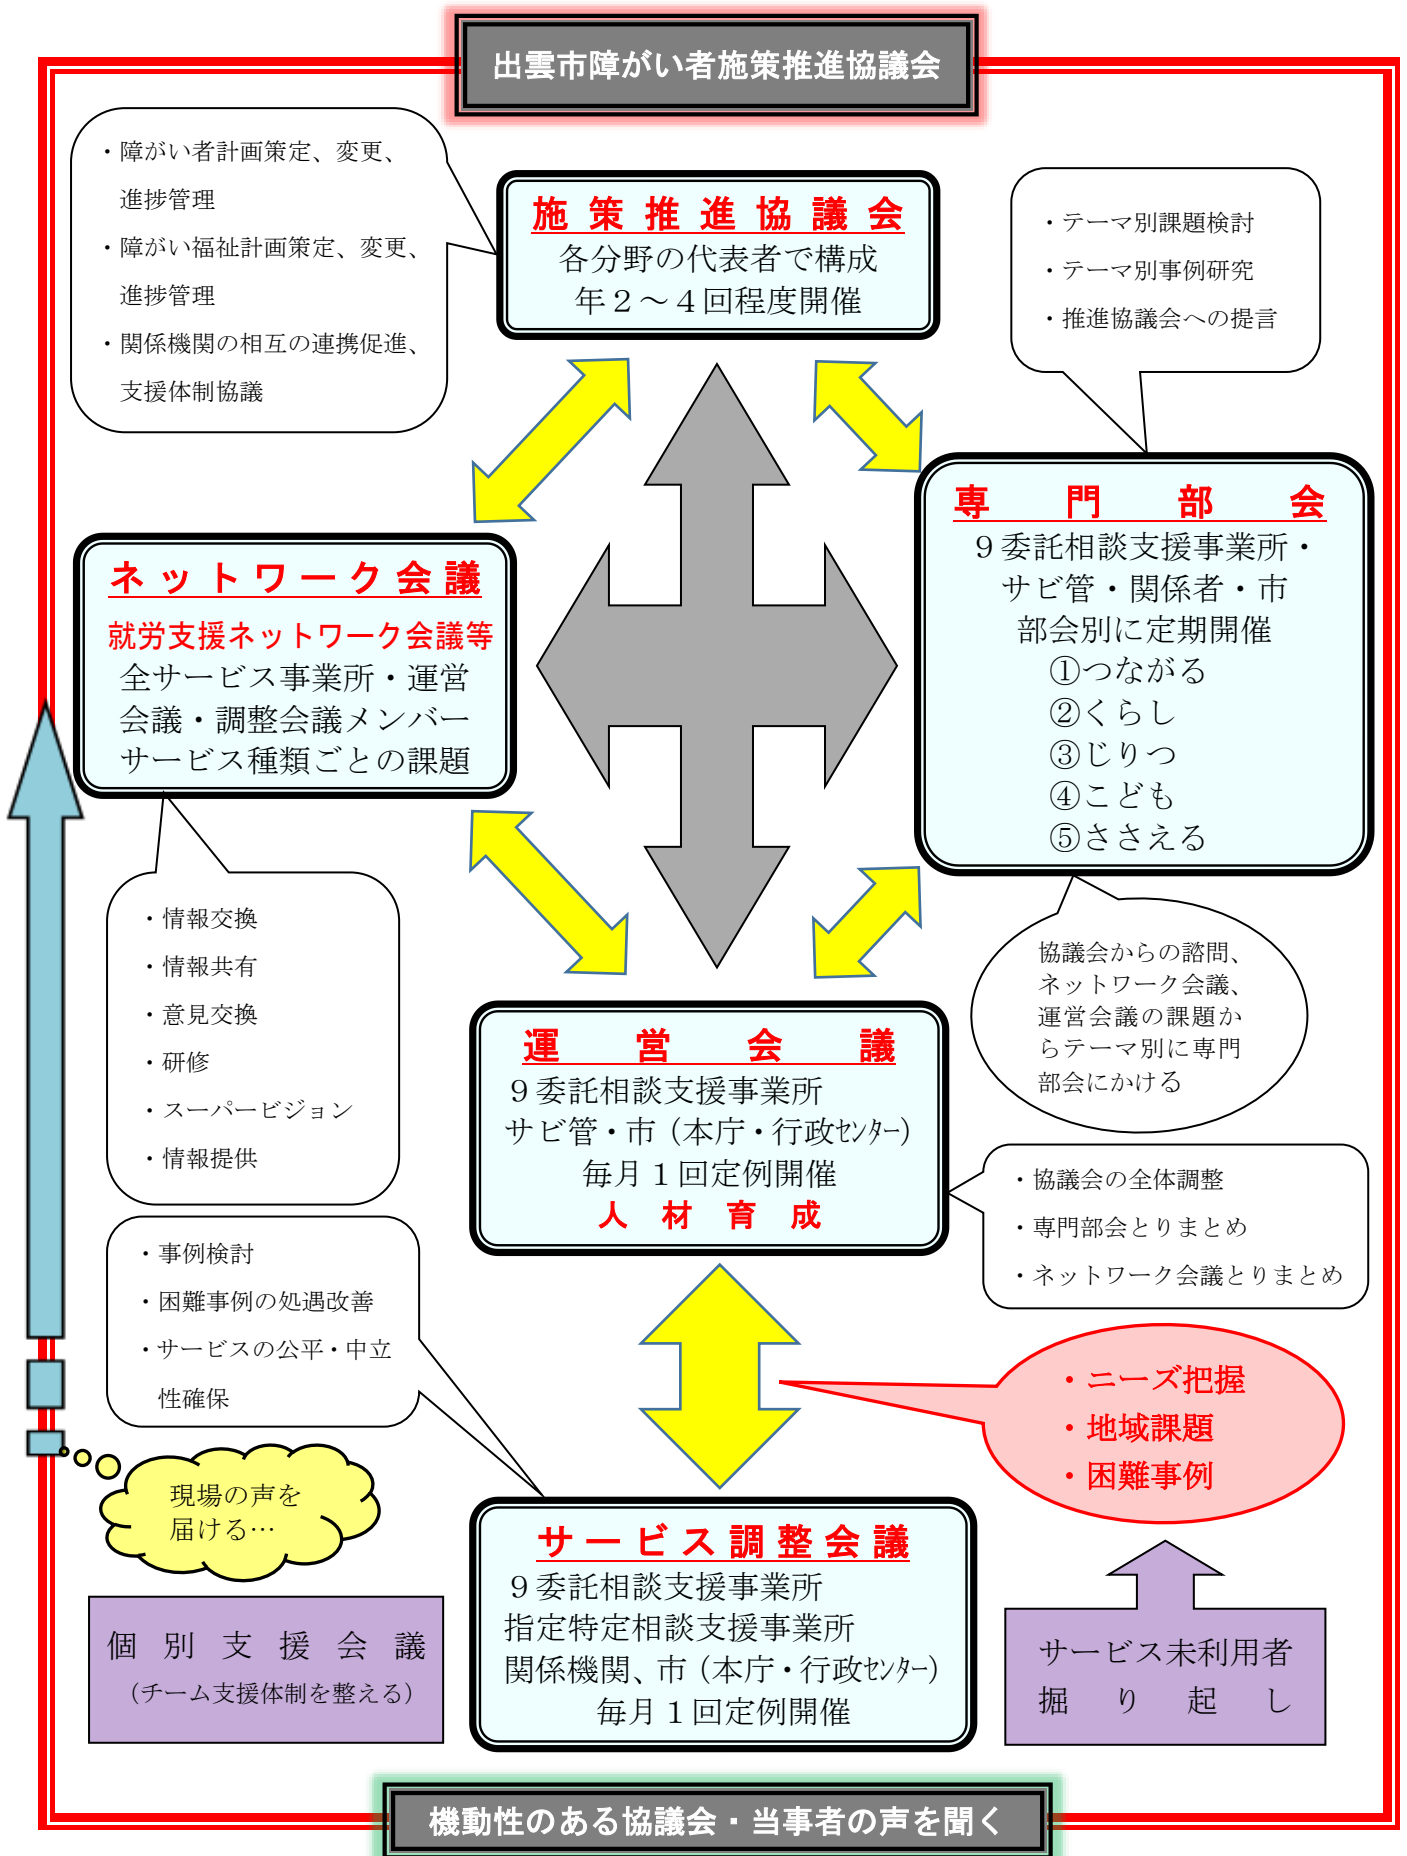 出雲市障がい者施策推進協議会
・障がい者計画策定、変更、
進捗管理
・障がい福祉計画策定、変更、
進捗管理
・関係機関の相互の連携促進、
支援体制協議
施策推進協議会
各分野の代表者で構成
年２～４回程度開催
・テーマ別課題検討
・テーマ別事例研究
・推進協議会への提言
専門部会
９委託相談支援事業所・
サビ管・関係者・市
部会別に定期開催
①つながる
②くらし
③じりつ
④こども
⑤ささえる
ネットワーク会議
就労支援ネットワーク会議等
全サービス事業所・運営
会議・調整会議メンバー
サービス種類ごとの課題
・情報交換
・情報共有
・意見交換
・研修
・スーパービジョン
・情報提供
協議会からの諮問、
ネットワーク会議、
運営会議の課題か
らテーマ別に専門
部会にかける
運営会議
９委託相談支援事業所
サビ管・市（本庁・行政センター）
毎月１回定例開催
人材育成
・協議会の全体調整
・専門部会とりまとめ
・ネットワーク会議とりまとめ
・事例検討
・困難事例の処遇改善
・サービスの公平・中立
性確保
・ニーズ把握
・地域課題
・困難事例
現場の声を
届ける…
サービス調整会議
９委託相談支援事業所
指定特定相談支援事業所
関係機関、市（本庁・行政センター）
毎月１回定例開催
個別支援会議
（チーム支援体制を整える）
サービス未利用者
掘り起し
機動性のある協議会・当事者の声を聞く